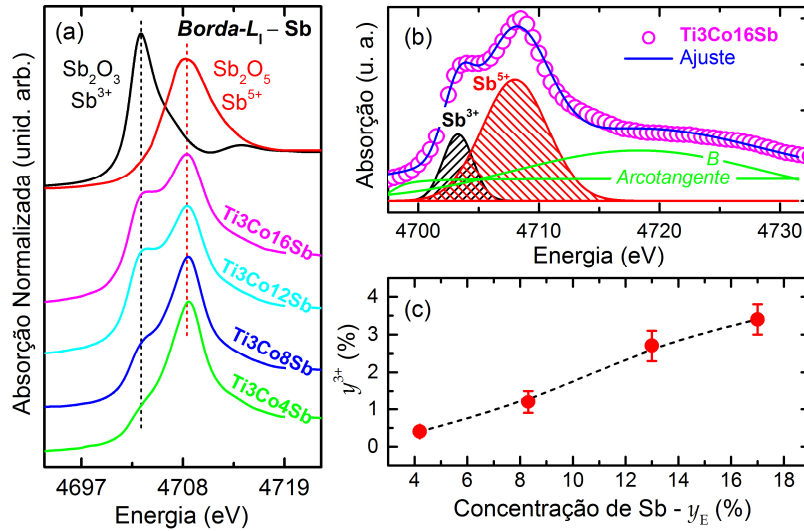 (a)
Borda-L_I – Sb
Sb₂O₃
Sb³⁺
Sb₂O₅
Sb⁵⁺
Ti3Co16Sb
Ti3Co12Sb
Ti3Co8Sb
Ti3Co4Sb
Absorção Normalizada (unid. arb.)
4697 4708 4719
Energia (eV)
(b)
Ti3Co16Sb
Ajuste
Sb³⁺
Sb⁵⁺
B
Arcotangente
Absorção (u. a.)
4700 4710 4720 4730
Energia (eV)
(c)
y³⁺ (%)
4
3
2
1
0
4 6 8 10 12 14 16 18
Concentração de Sb - y_E (%)